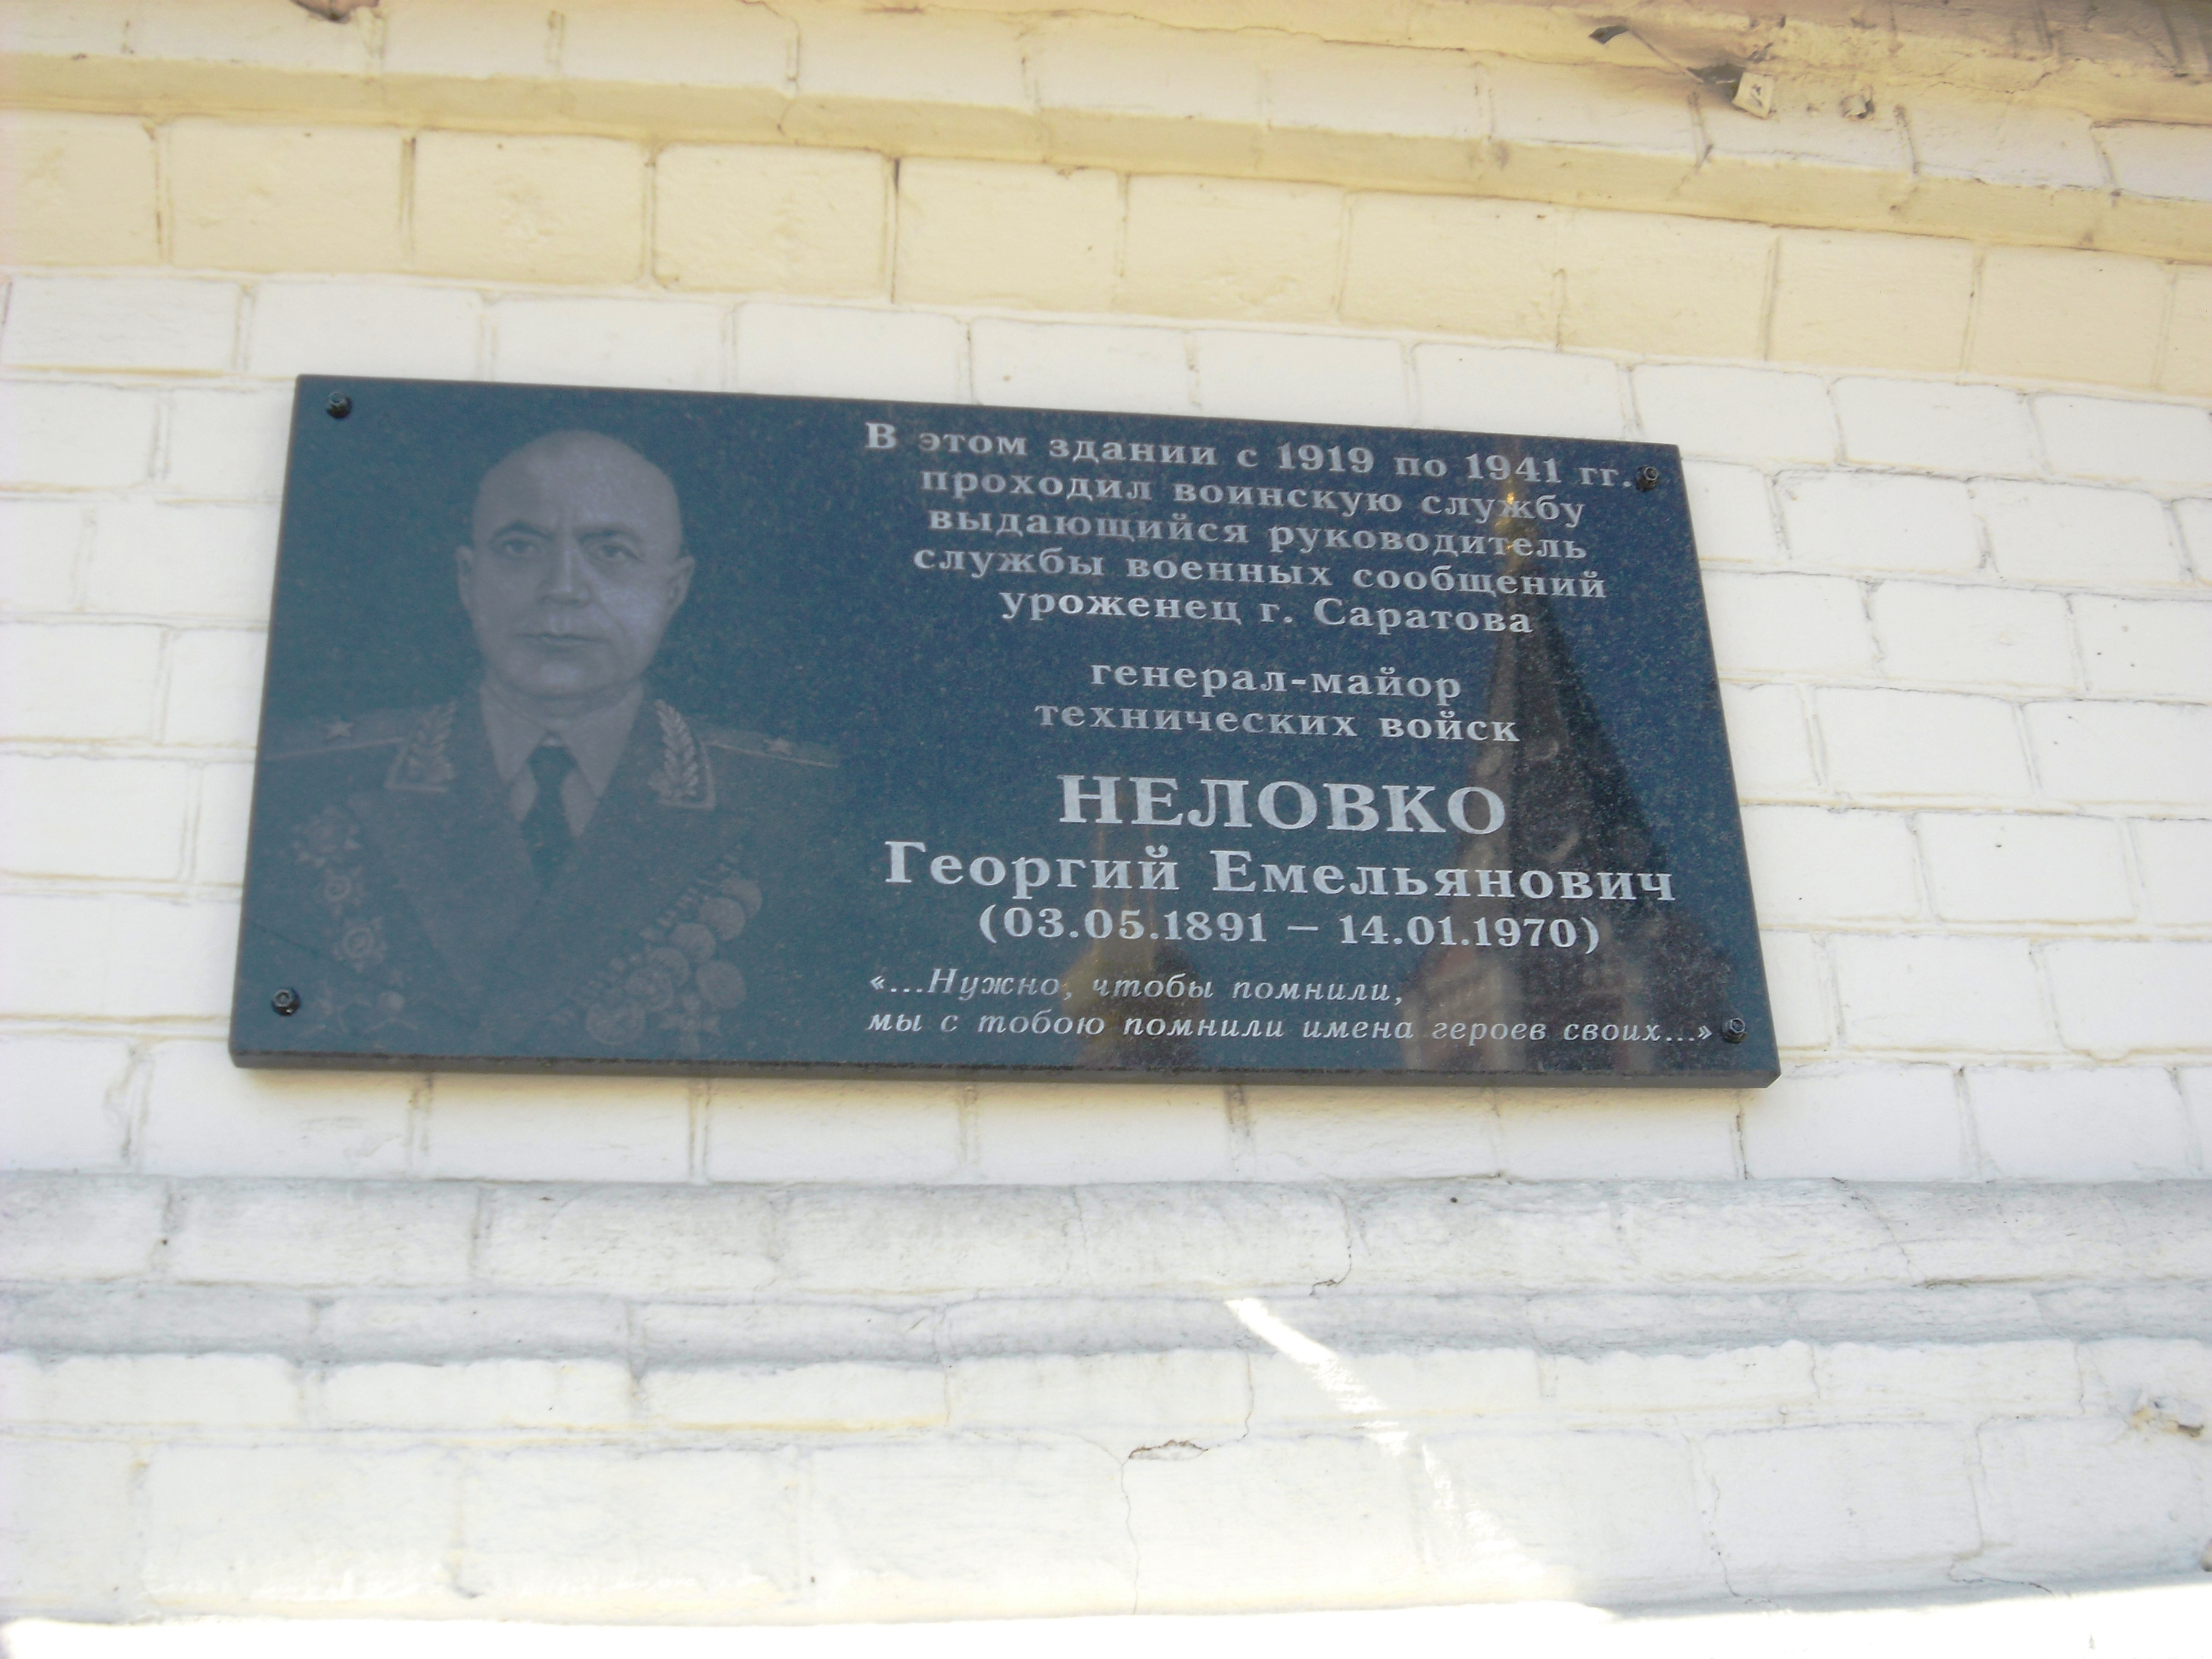 В этом здании с 1919 по 1941 гг.
проходил воинскую службу
выдающийся руководитель
службы военных сообщений
уроженец г. Саратова
генерал-майор
технических войск
НЕЛОВКО
Георгий Емельянович
(03.05.1891 – 14.01.1970)
«...Нужно, чтобы помнили,
мы с тобою помнили имена героев своих...»